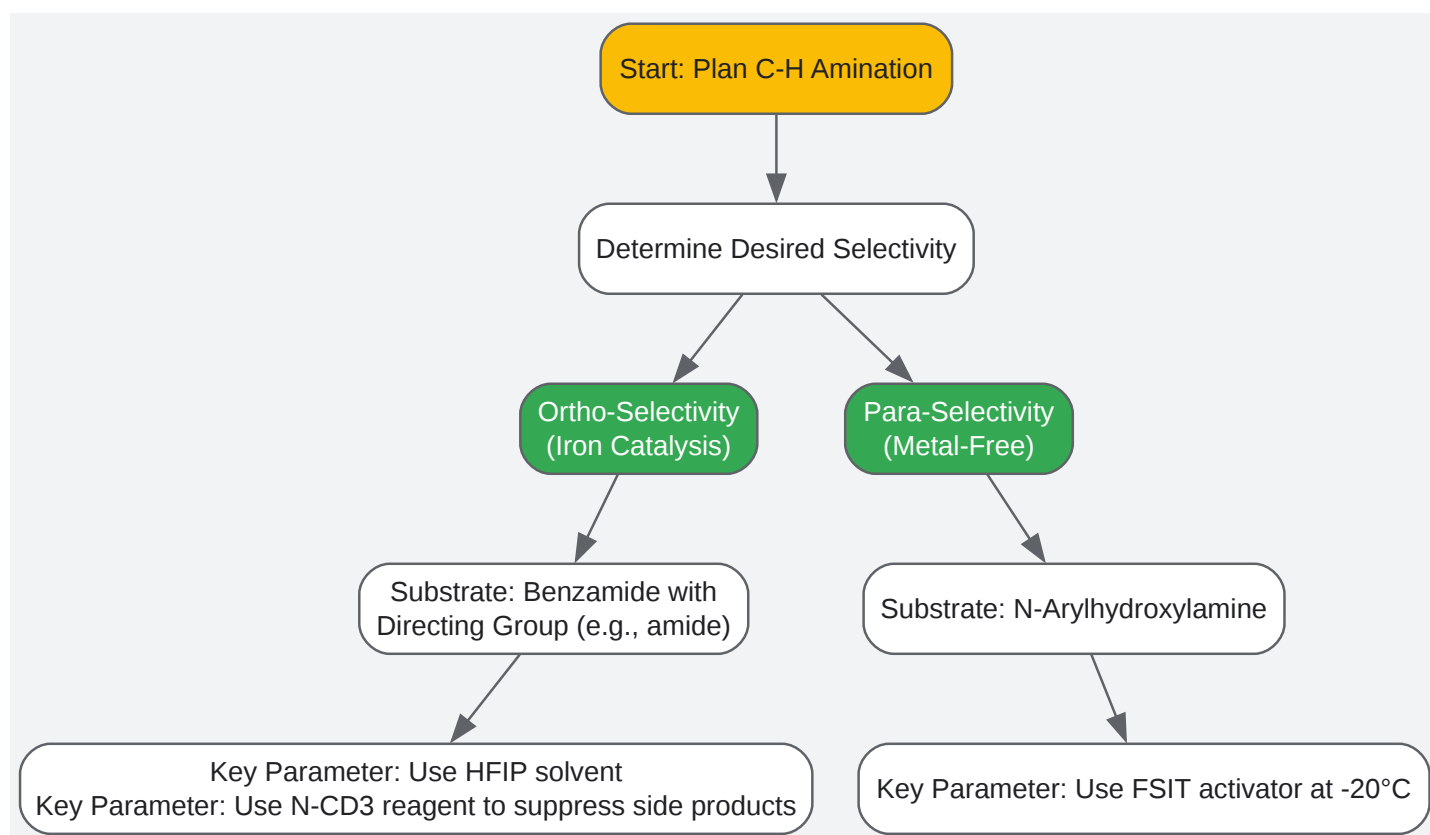 Start: Plan C-H Amination
Determine Desired Selectivity
Ortho-Selectivity
(Iron Catalysis)
Para-Selectivity
(Metal-Free)
Substrate: Benzamide with
Directing Group (e.g., amide)
Substrate: N-Arylhydroxylamine
Key Parameter: Use HFIP solvent
Key Parameter: Use N-CD3 reagent to suppress side products
Key Parameter: Use FSIT activator at -20°C